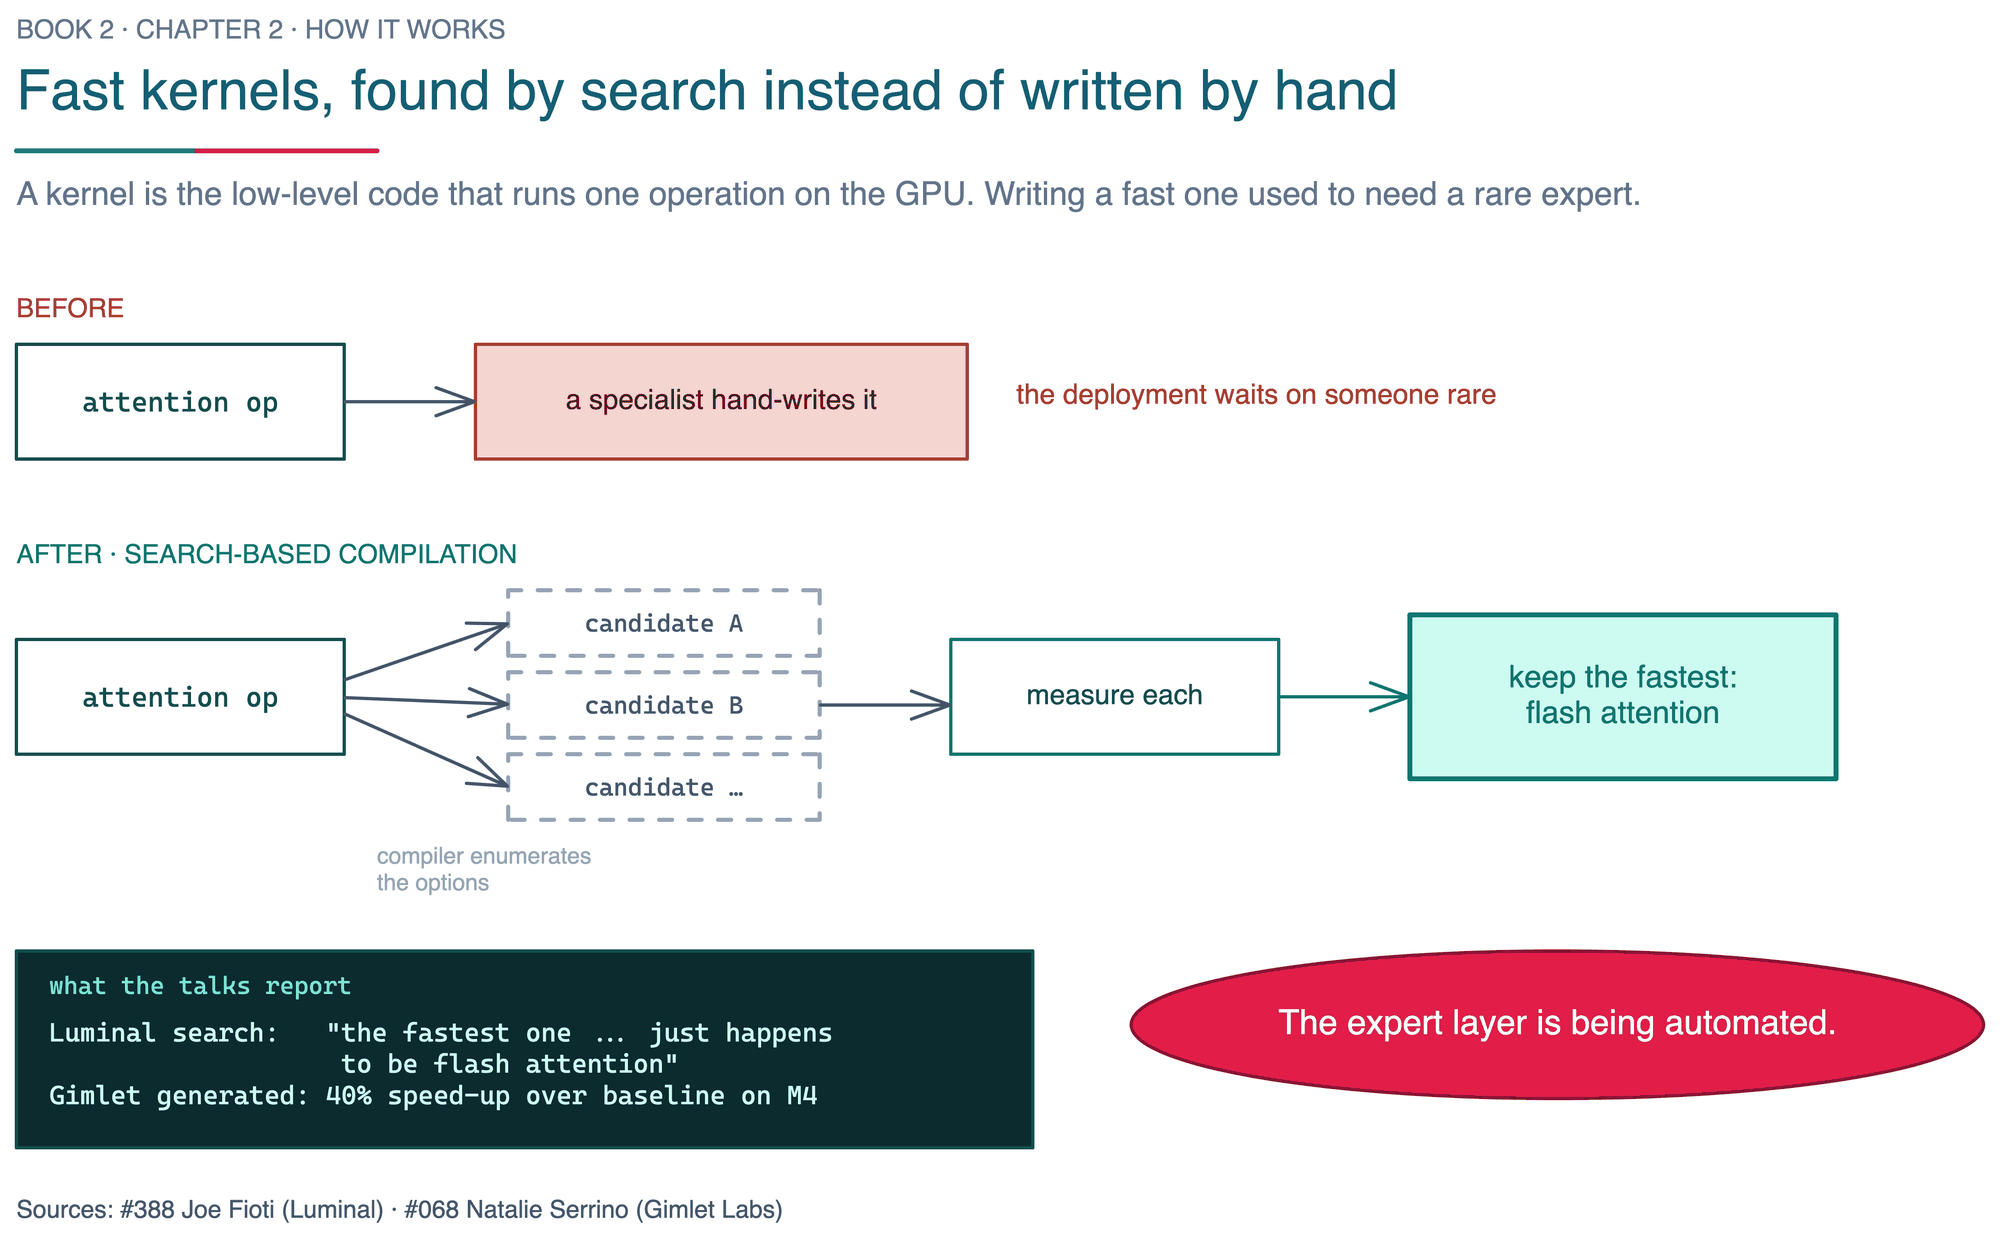 BOOK 2 · CHAPTER 2 · HOW IT WORKS
Fast kernels, found by search instead of written by hand
A kernel is the low-level code that runs one operation on the GPU. Writing a fast one used to need a rare expert.
BEFORE
attention op
a specialist hand-writes it
the deployment waits on someone rare
AFTER · SEARCH-BASED COMPILATION
attention op
candidate A
candidate B
candidate …
compiler enumerates
the options
measure each
keep the fastest:
flash attention
what the talks report
Luminal search: "the fastest one … just happens
to be flash attention"
Gimlet generated: 40% speed-up over baseline on M4
The expert layer is being automated.
Sources: #388 Joe Fioti (Luminal) · #068 Natalie Serrino (Gimlet Labs)